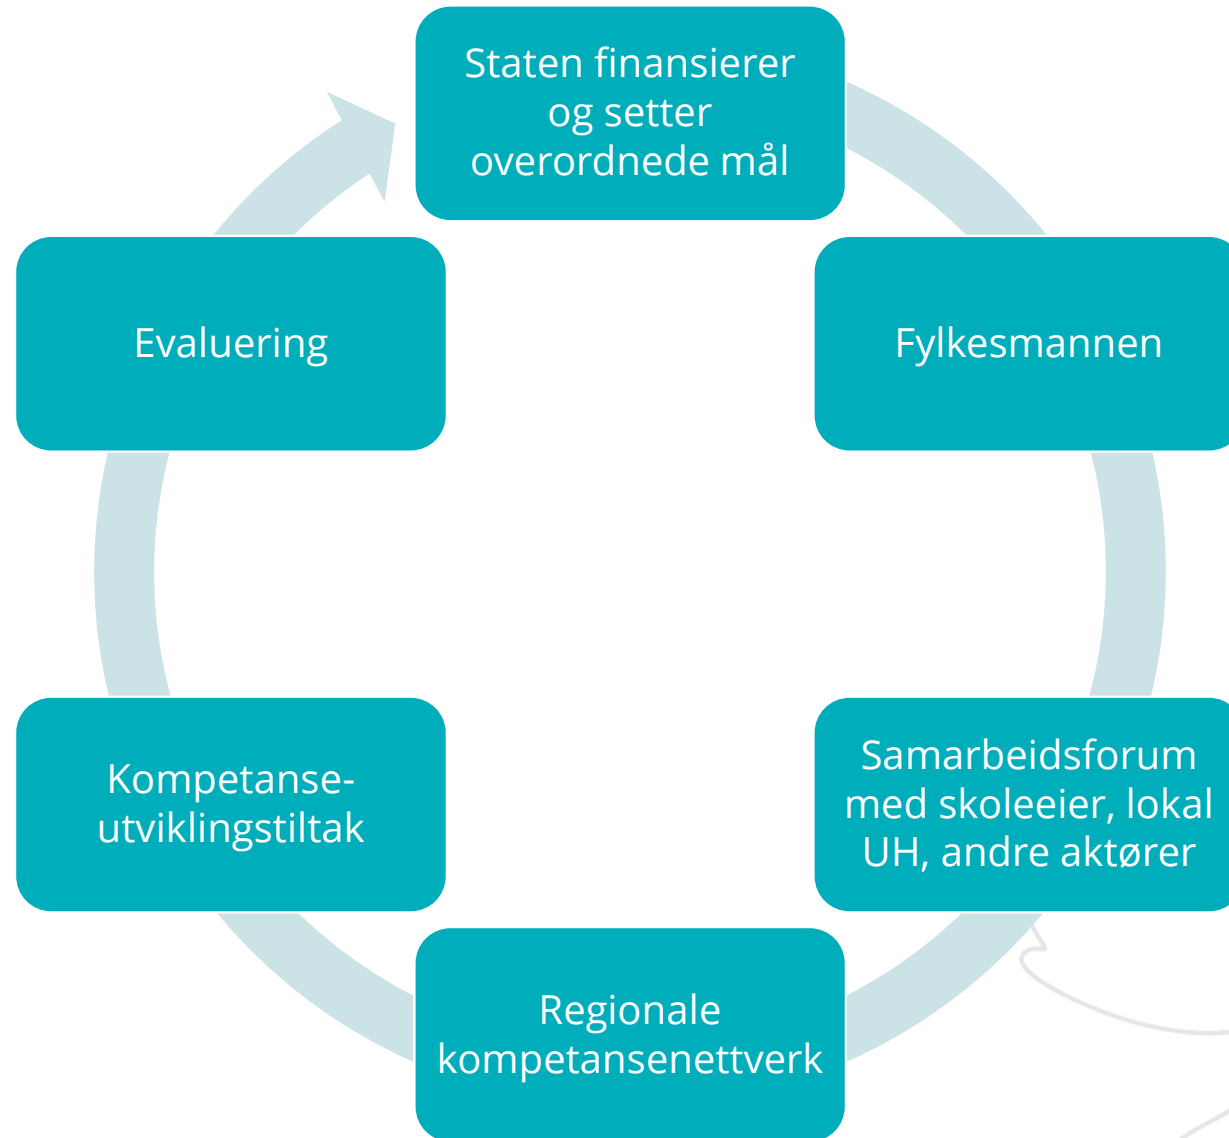 Staten finansierer
og setter
overordnede mål
Fylkesmannen
Samarbeidsforum
med skoleeier, lokal
UH, andre aktører
Regionale
kompetansenettverk
Kompetanse-
utviklingstiltak
Evaluering